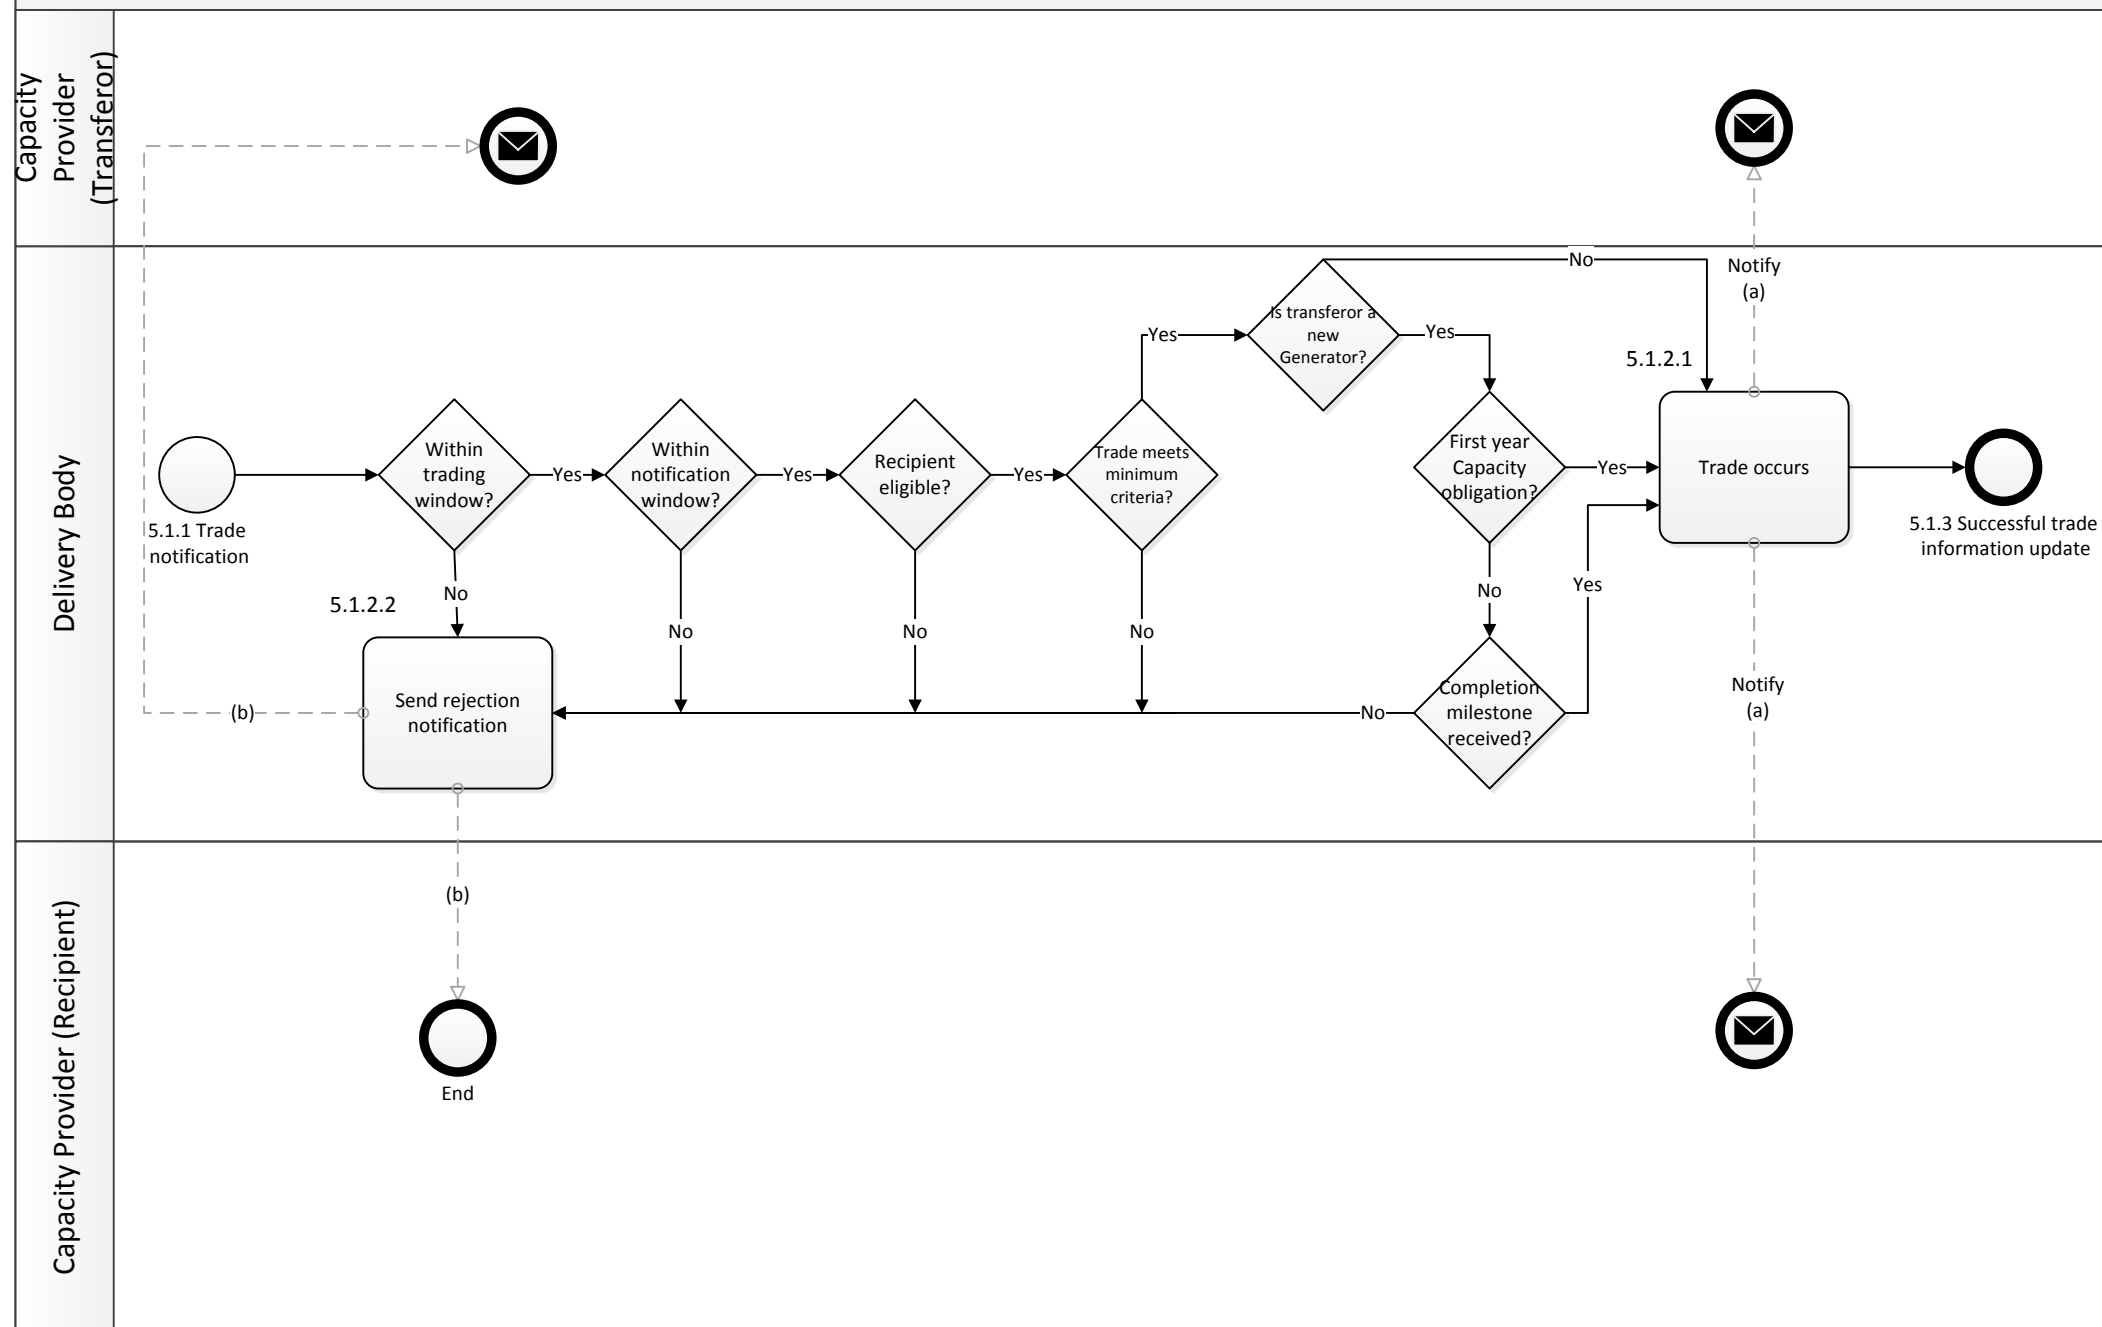 Capacity
Provider
(Transferor)
Delivery Body
Capacity Provider (Recipient)
No
Notify
(a)
Is transferor a
new
Generator?
Yes
Yes
5.1.2.1
Within
trading
window?
Yes
Within
notification
window?
Yes
Recipient
eligible?
Yes
Trade meets
minimum
criteria?
First year
Capacity
obligation?
Yes
Trade occurs
5.1.1 Trade
notification
5.1.3 Successful trade
information update
No
5.1.2.2
No
No
No
No
Yes
Send rejection
notification
(b)
No
Completion
milestone
received?
Notify
(a)
(b)
End